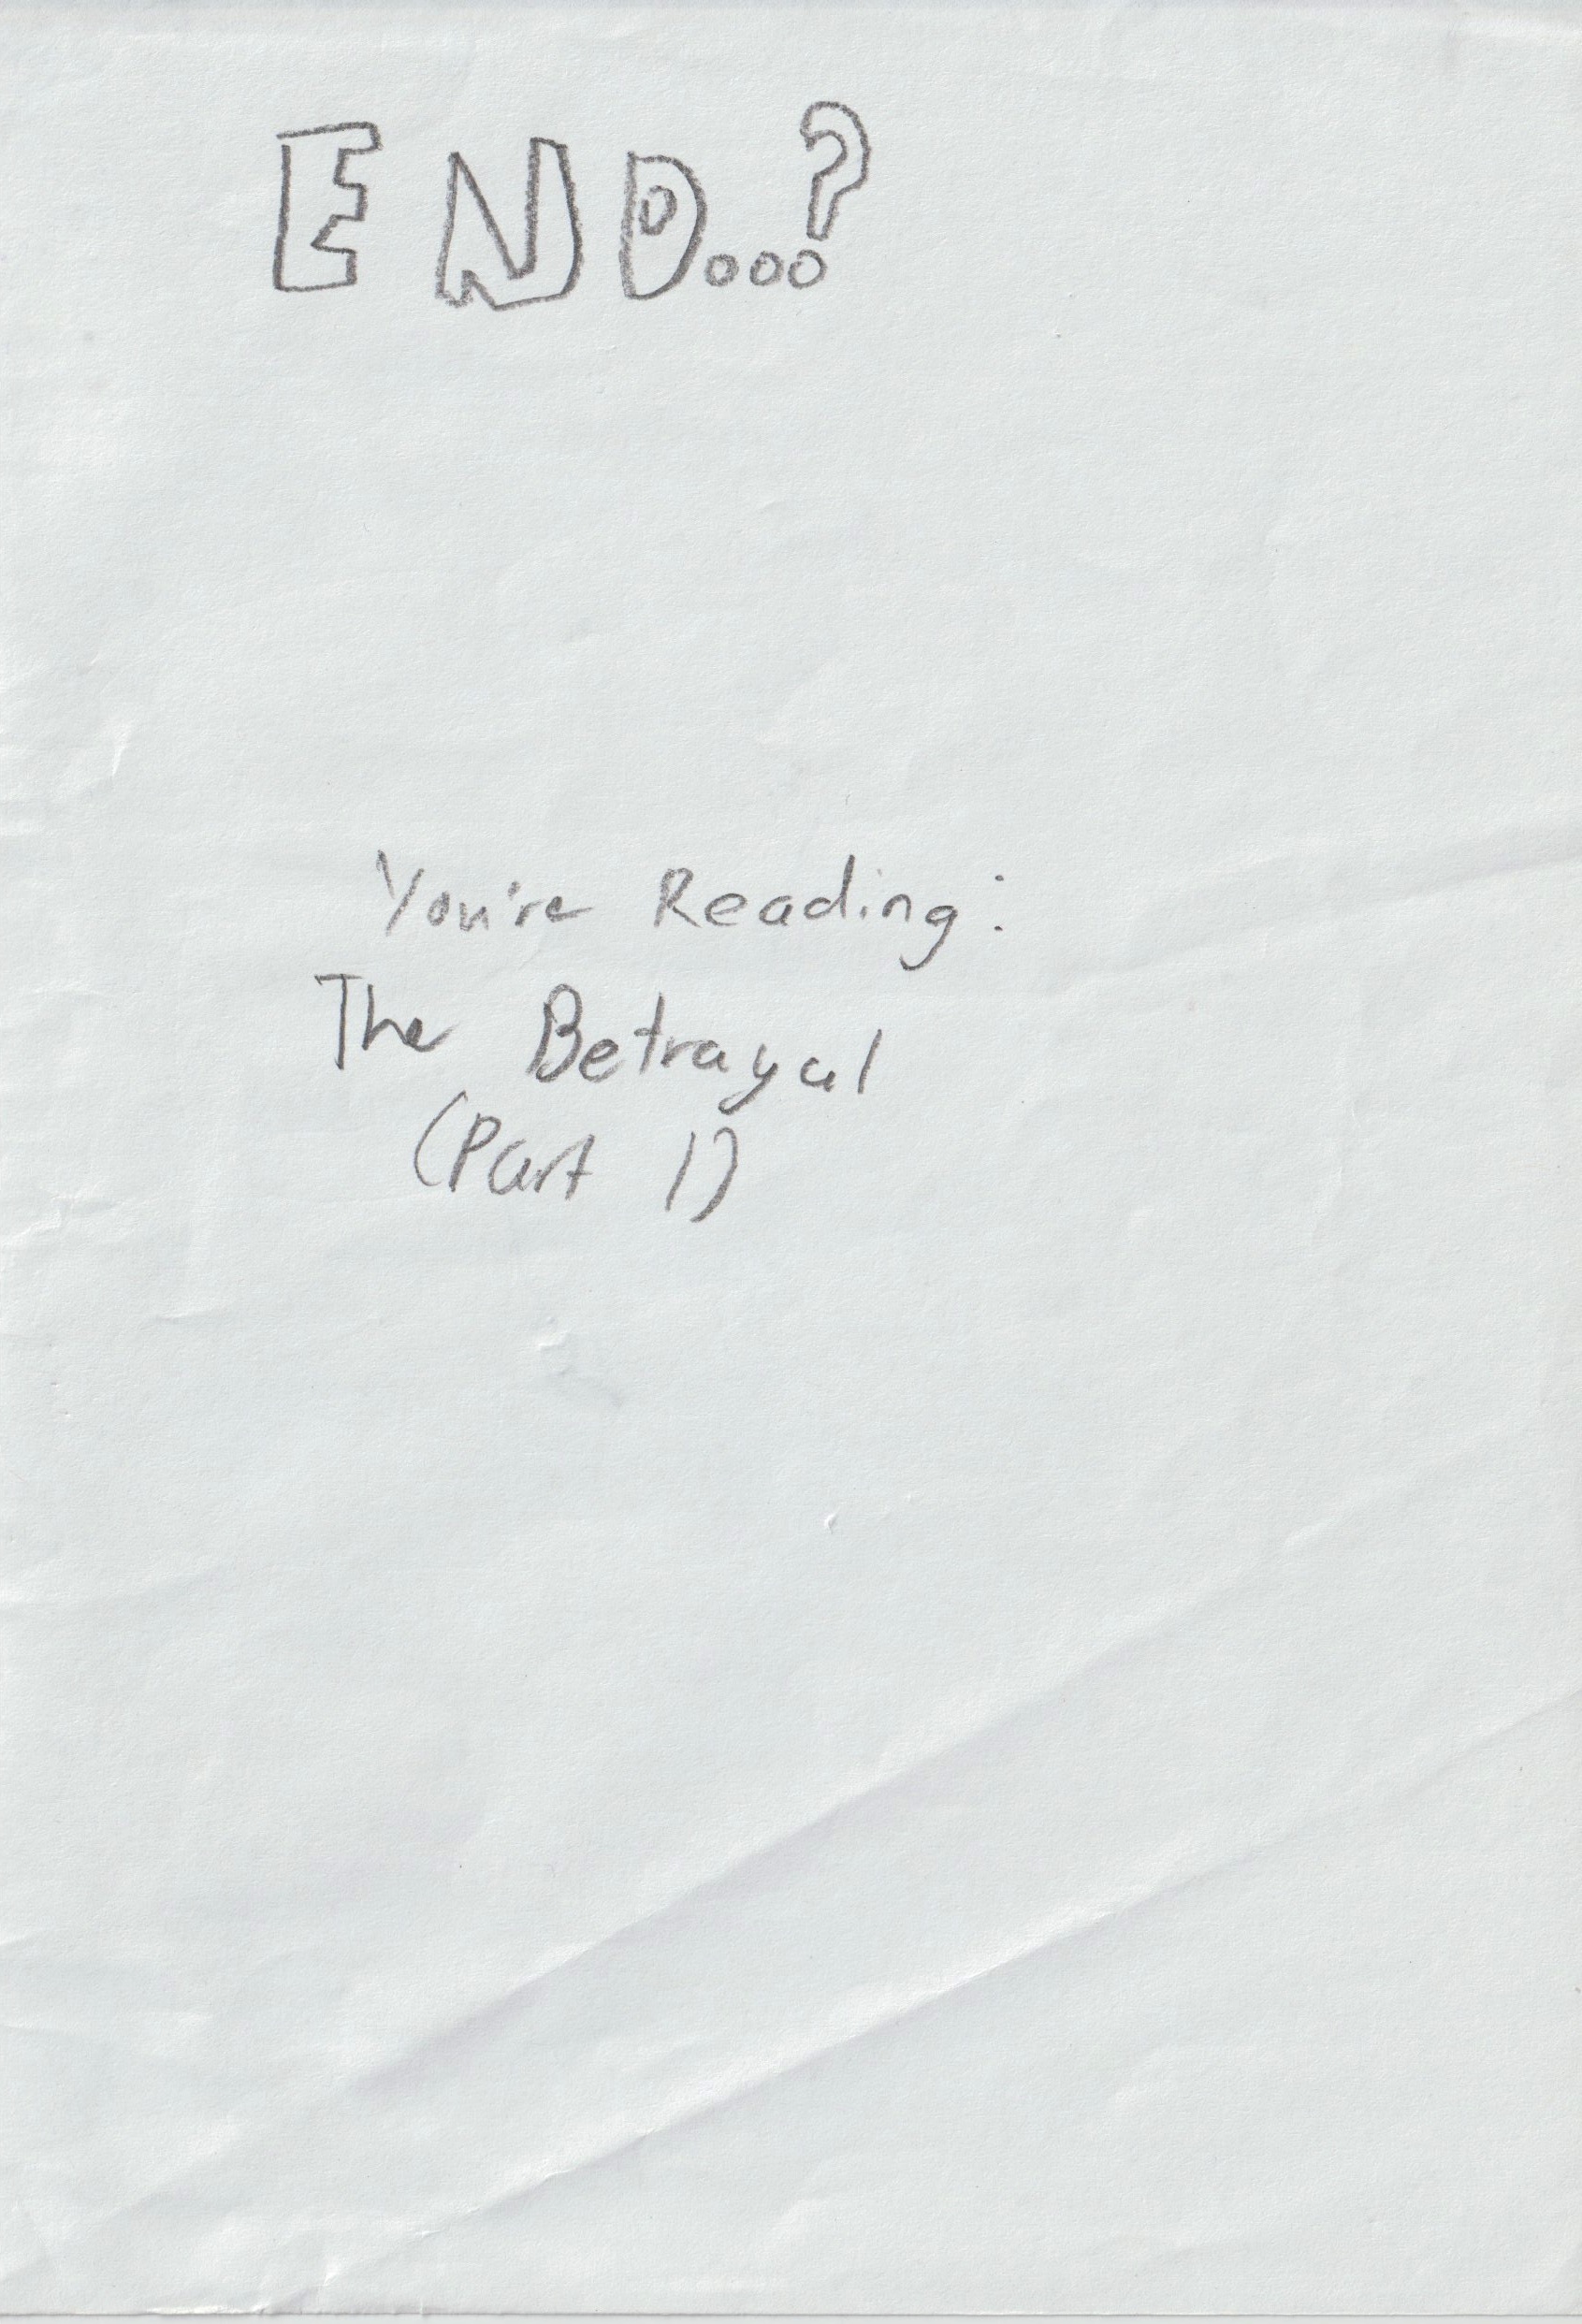 END...?
You're Reading:
The Betrayal
(Part 1)